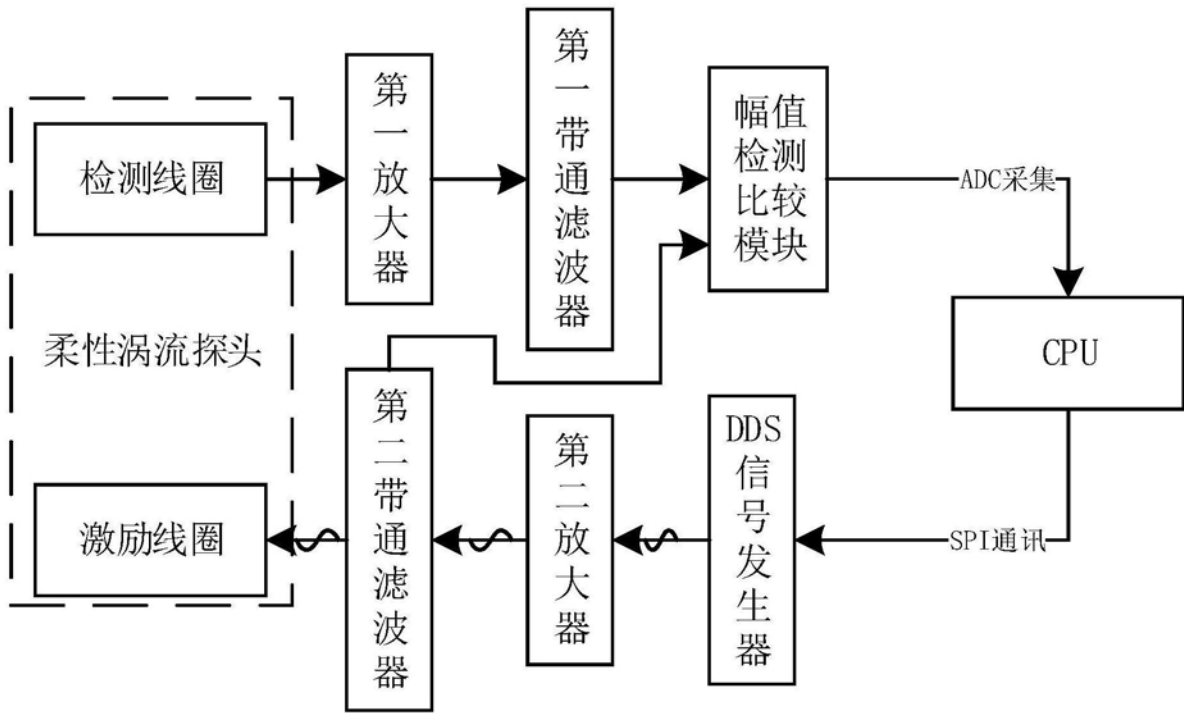 检测线圈
柔性涡流探头
激励线圈
第一放大器
第一带通滤波器
幅值
检测
比较
模块
ADC采集
CPU
SPI通讯
DDS
信号发生器
第二放大器
第二带通滤波器